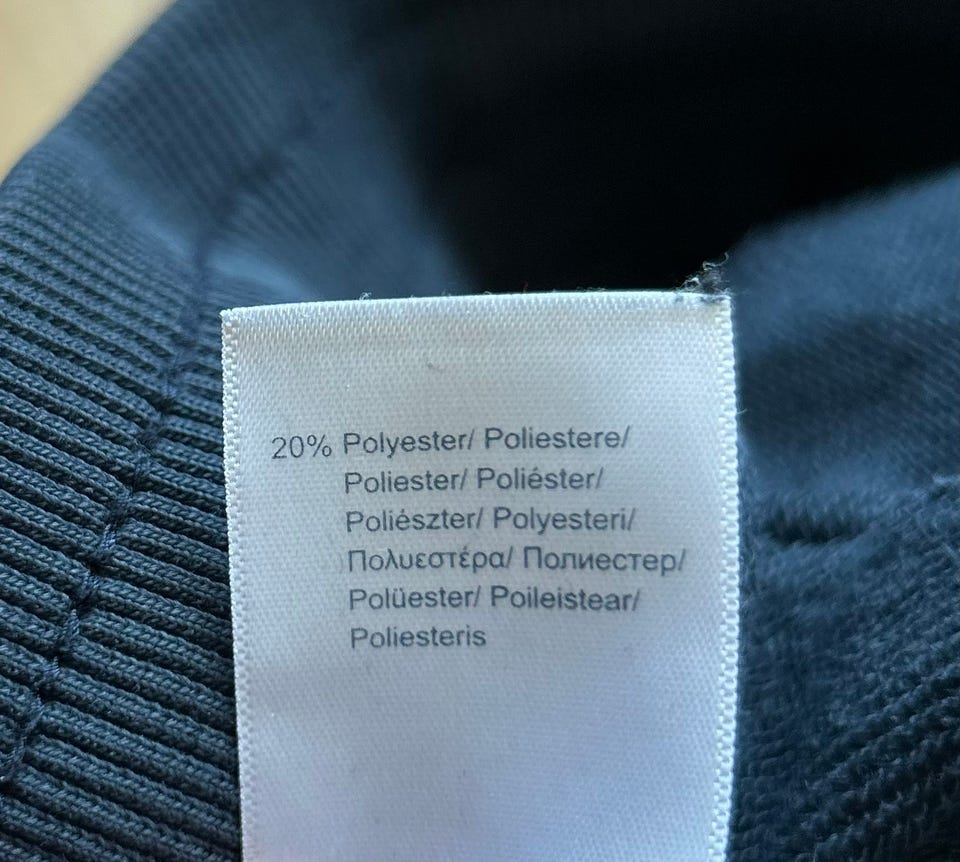 20% Polyester/ Poliestere/
Poliester/ Poliéster/
Poliészter/ Polyesteri/
Πολυεστέρα/ Полиестер/
Polüester/ Poileistear/
Poliesteris